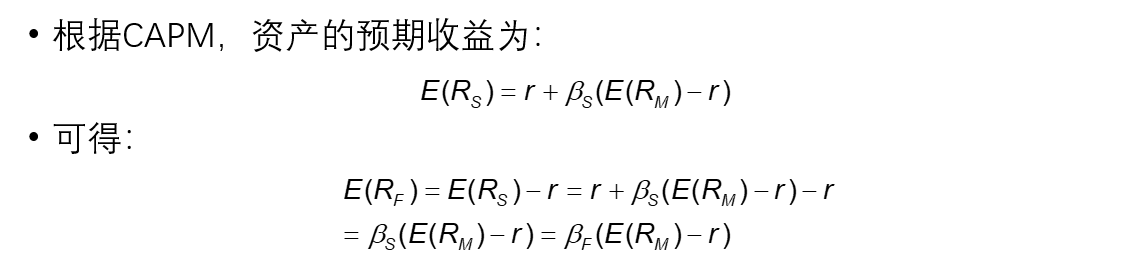 • 根据CAPM，资产的预期收益为：
E(R_S) = r + β_S(E(R_M) − r)
• 可得：
E(R_F) = E(R_S) − r = r + β_S(E(R_M) − r) − r
= β_S(E(R_M) − r) = β_F(E(R_M) − r)